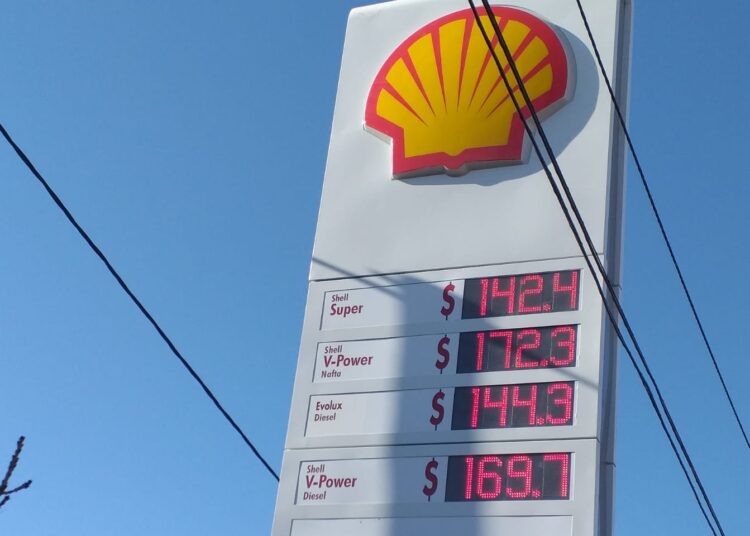 Shell
Super $ 142.4
Shell
V-Power $ 172.3
Nafta
Evolux $ 144.3
Diesel
Shell
V-Power $ 169.7
Diesel